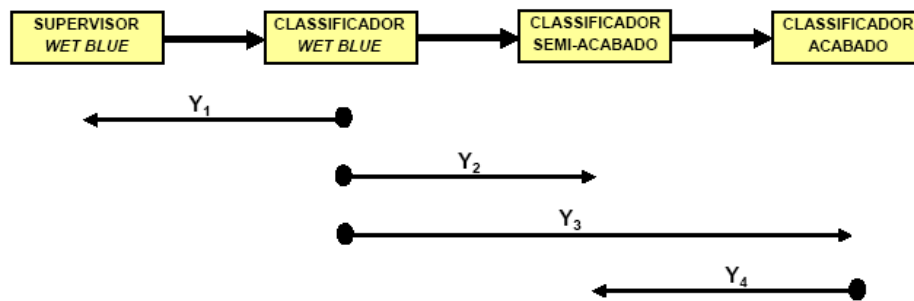 SUPERVISOR
WET BLUE
CLASSIFICADOR
WET BLUE
CLASSIFICADOR
SEMI-ACABADO
CLASSIFICADOR
ACABADO
Y1
Y2
Y3
Y4